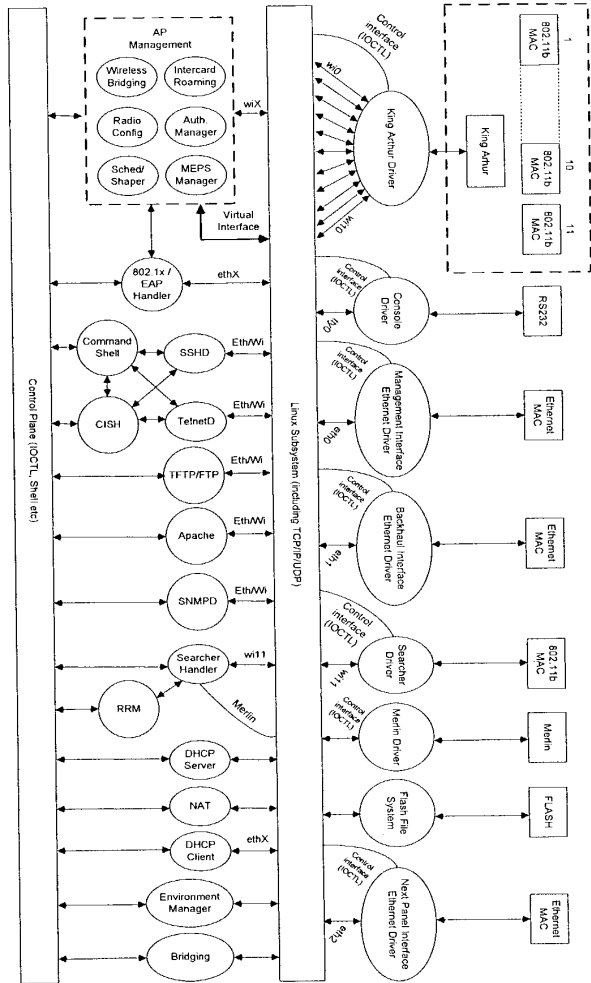 AP
Management
Wireless
Bridging
Intercard
Roaming
Radio
Config
Auth.
Manager
Sched/
Shaper
MEPS
Manager
wiX
Virtual
Interface
802.1x /
EAP
Handler
ethX
Command
Shell
SSHD
Eth/Wi
CISH
TelnetD
Eth/Wi
TFTP/FTP
Eth/Wi
Apache
Eth/Wi
SNMPD
Eth/Wi
Searcher
Handler
wi11
Merlin
RRM
DHCP
Server
NAT
DHCP
Client
ethX
Environment
Manager
Bridging
Control Plane (IOCTL, Shell etc)
Linux Subsystem (including TCP/IP/UDP)
Control
interface
(IOCTL)
wi0
wi10
King Arthur Driver
King Arthur
802.11b
MAC
1
802.11b
MAC
10
802.11b
MAC
11
Control
interface
(IOCTL)
tty0
Console
Driver
RS232
Control
interface
(IOCTL)
eth0
Management Interface
Ethernet Driver
Ethernet
MAC
Control
interface
(IOCTL)
eth1
Backhaul Interface
Ethernet Driver
Ethernet
MAC
Control
interface
(IOCTL)
wi11
Searcher
Driver
802.11b
MAC
Control
interface
(IOCTL)
Merlin Driver
Merlin
Flash File
System
FLASH
Control
interface
(IOCTL)
eth2
Next Panel Interface
Ethernet Driver
Ethernet
MAC